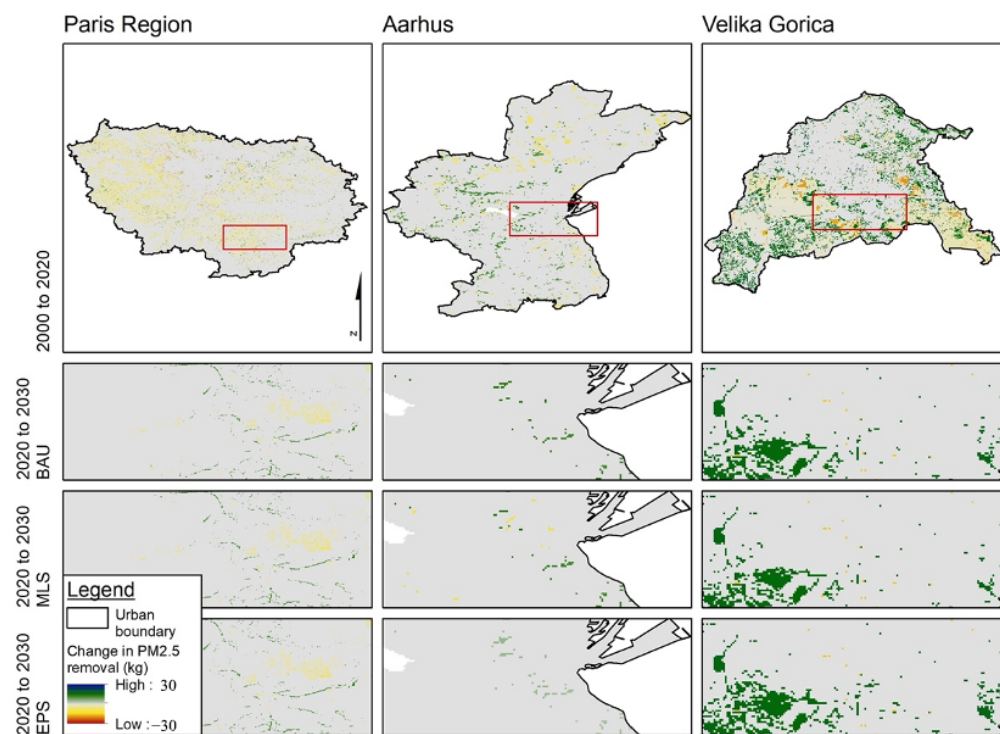 Paris Region
Aarhus
Velika Gorica
2000 to 2020
N
2020 to 2030
BAU
2020 to 2030
MLS
Legend
Urban
boundary
Change in PM2.5
removal (kg)
High : 30
Low :−30
2020 to 2030
EPS